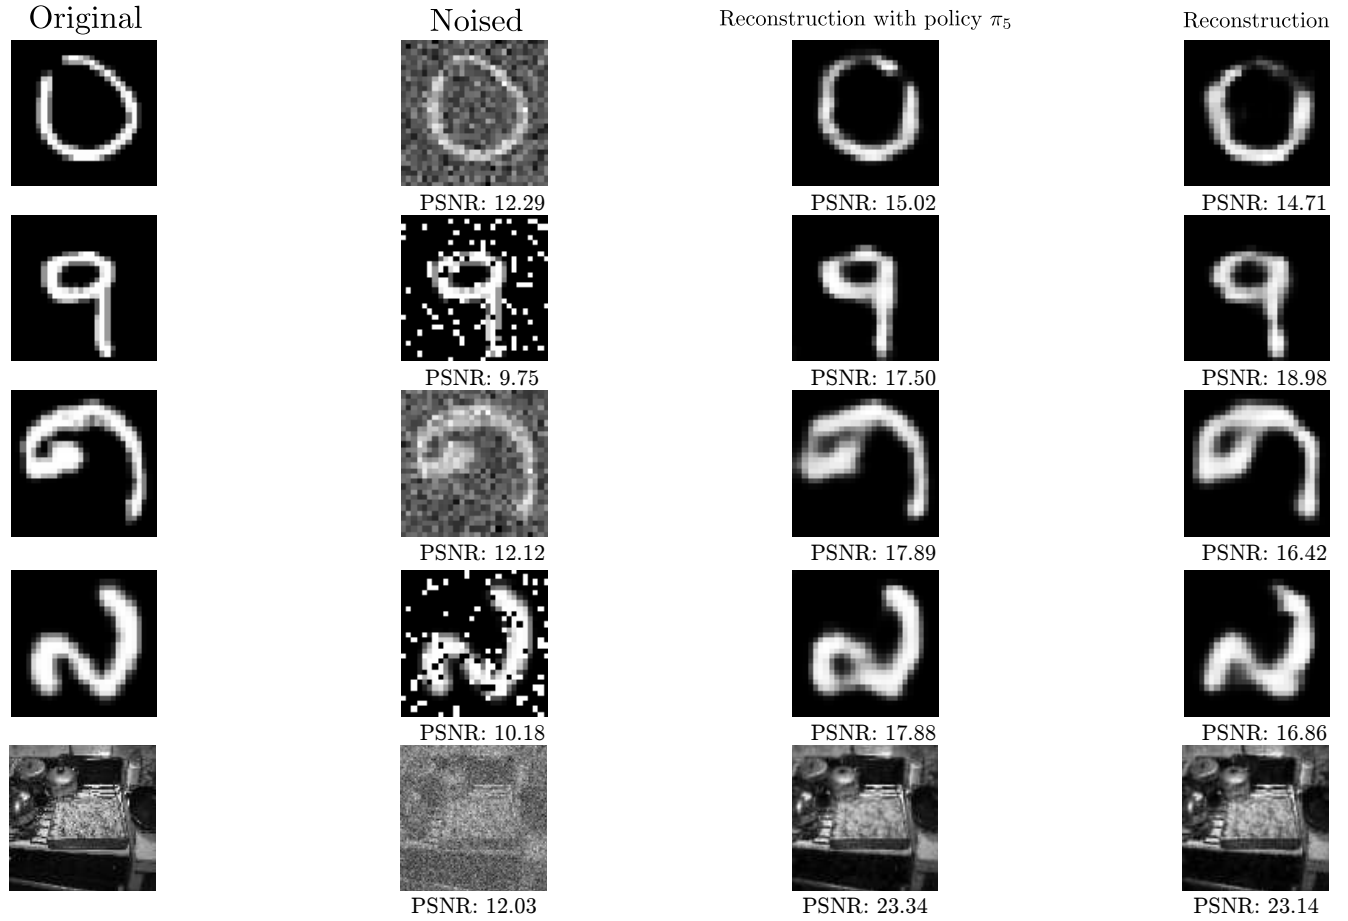 Original Noised Reconstruction with policy π₅ Reconstruction
PSNR: 12.29 PSNR: 15.02 PSNR: 14.71
PSNR: 9.75 PSNR: 17.50 PSNR: 18.98
PSNR: 12.12 PSNR: 17.89 PSNR: 16.42
PSNR: 10.18 PSNR: 17.88 PSNR: 16.86
PSNR: 12.03 PSNR: 23.34 PSNR: 23.14